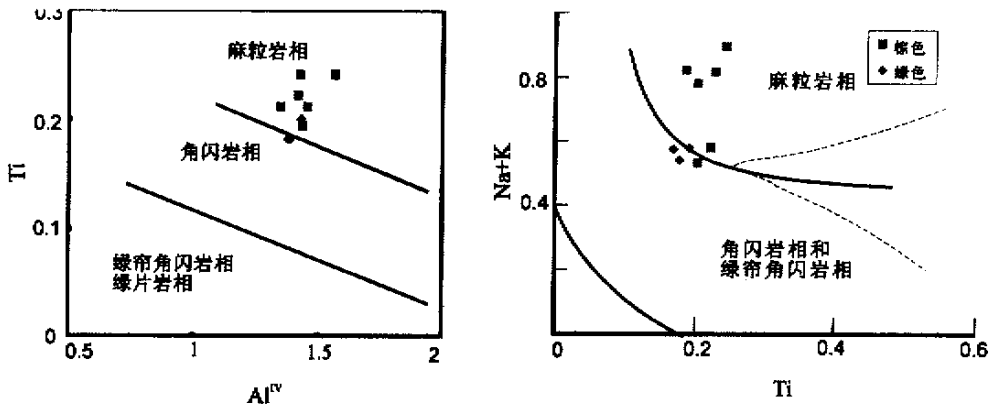 0.3
0.2
0.1
0
Ti
麻粒岩相
角闪岩相
绿帘角闪岩相
绿片岩相
0.5
1
1.5
2
Al^IV
0.8
0.4
Na+K
棕色
绿色
麻粒岩相
角闪岩相和
绿帘角闪岩相
0
0.2
0.4
0.6
Ti